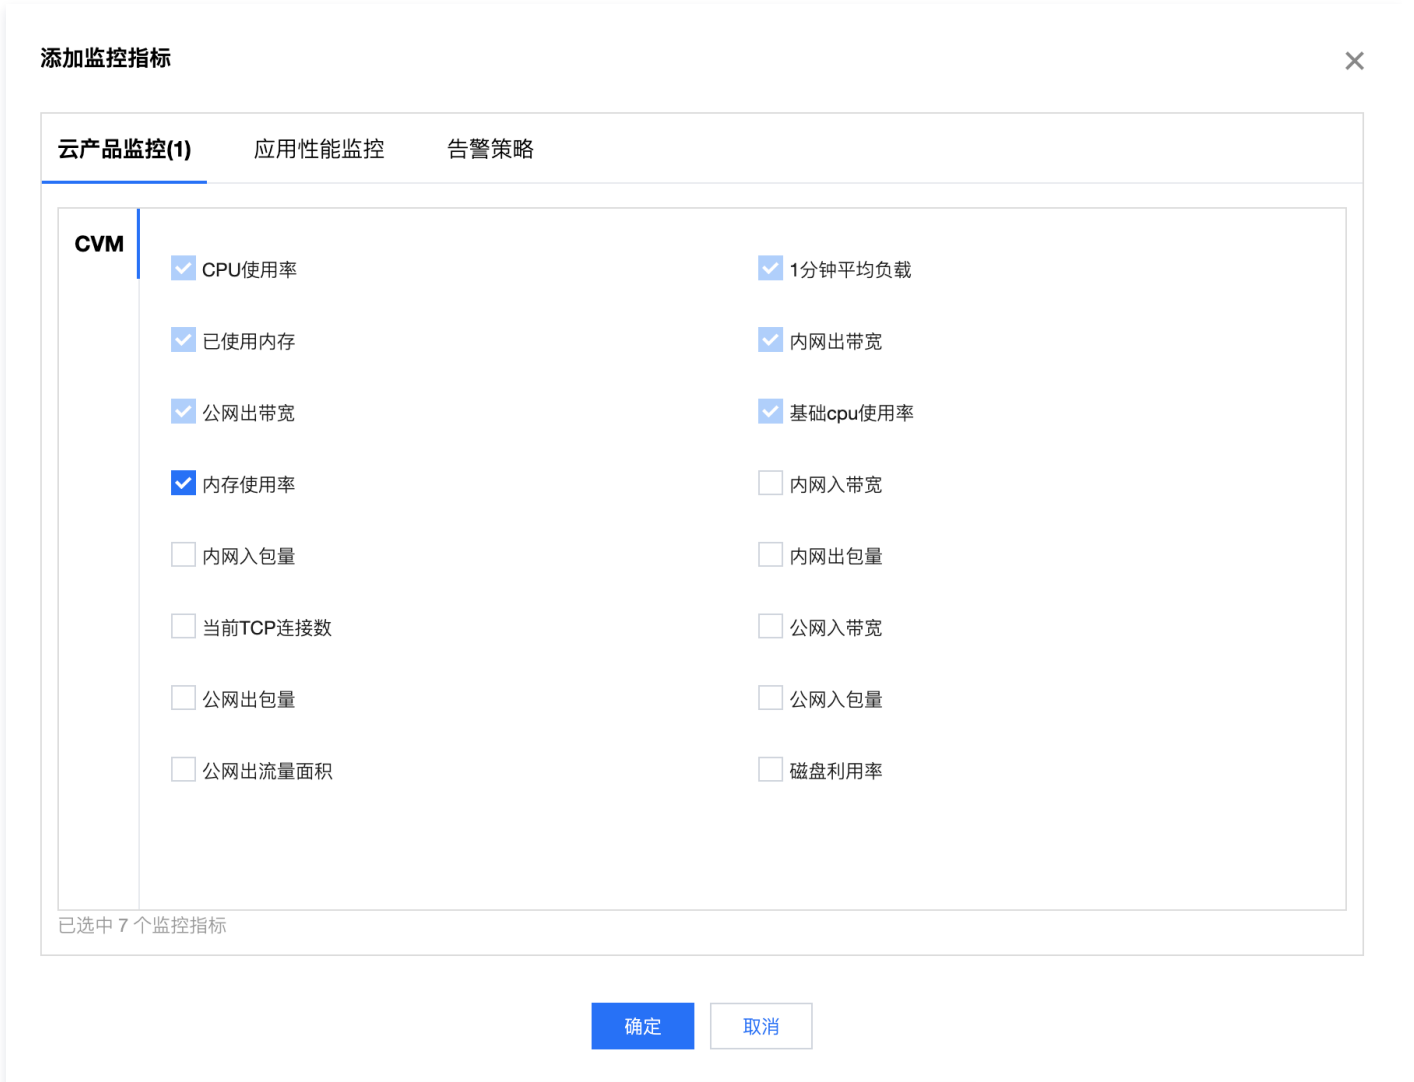 添加监控指标
云产品监控(1) 应用性能监控 告警策略
CVM
CPU使用率 1分钟平均负载
已使用内存 内网出带宽
公网出带宽 基础cpu使用率
内存使用率 内网入带宽
内网入包量 内网出包量
当前TCP连接数 公网入带宽
公网出包量 公网入包量
公网出流量面积 磁盘利用率
已选中 7 个监控指标
确定 取消